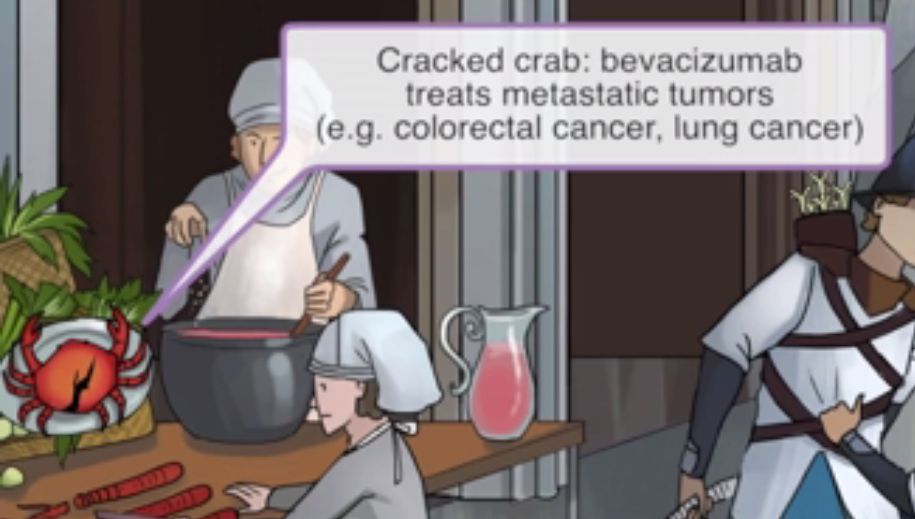 Cracked crab: bevacizumab
treats metastatic tumors
(e.g. colorectal cancer, lung cancer)